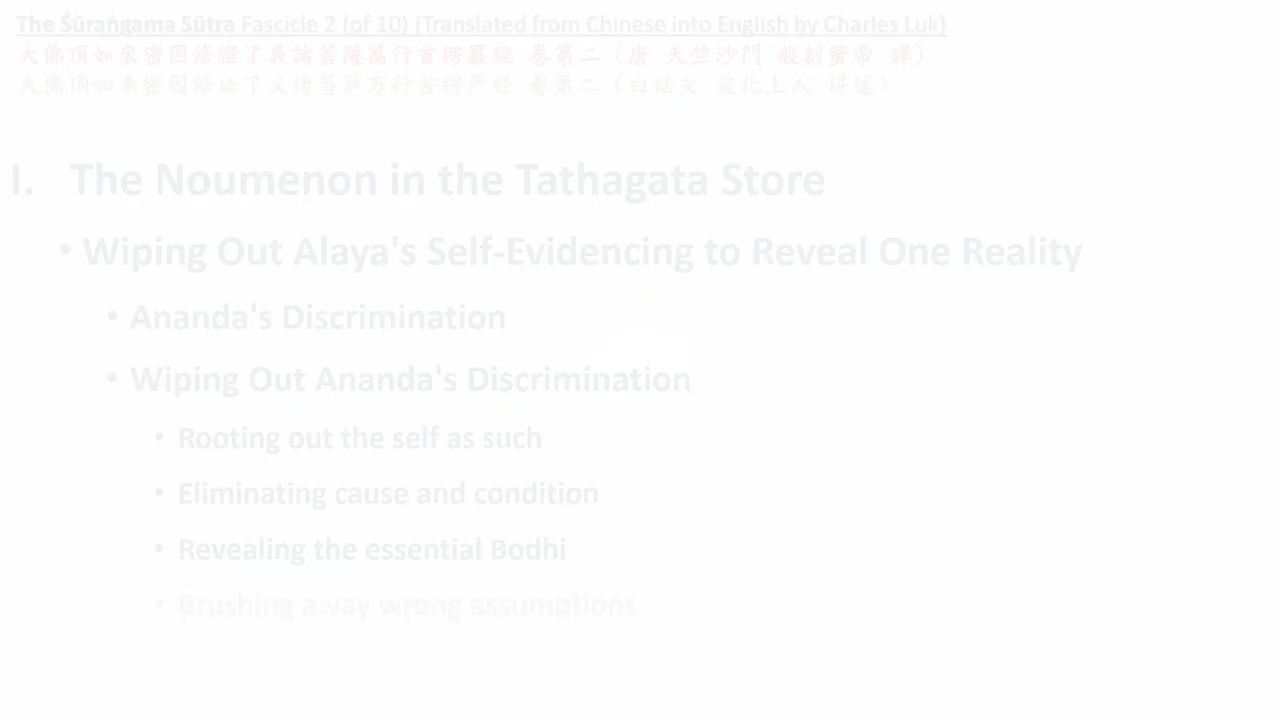 The Śūraṅgama Sūtra Fascicle 2 (of 10) (Translated from Chinese into English by Charles Luk)
大佛頂如來密因修證了義諸菩薩萬行首楞嚴經 卷第二（唐 天竺沙門 般剌蜜帝 譯）
大佛顶如来密因修证了义诸菩萨万行首楞严经 卷第二（白话文 宣化上人 讲述）
I. The Noumenon in the Tathagata Store
• Wiping Out Alaya's Self-Evidencing to Reveal One Reality
• Ananda's Discrimination
• Wiping Out Ananda's Discrimination
• Rooting out the self as such
• Eliminating cause and condition
• Revealing the essential Bodhi
• Brushing away wrong assumptions